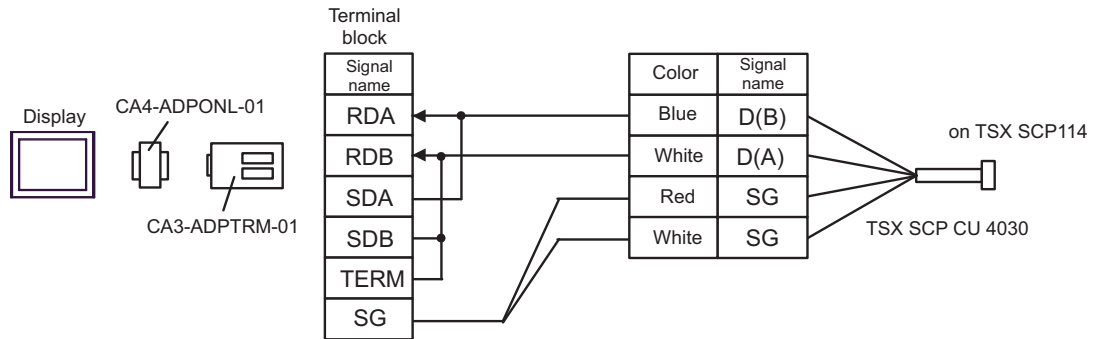 Display
CA4-ADPONL-01
CA3-ADPTRM-01
Terminal
block
Signal
name
RDA
RDB
SDA
SDB
TERM
SG
Color
Signal
name
Blue
D(B)
White
D(A)
Red
SG
White
SG
on TSX SCP114
TSX SCP CU 4030